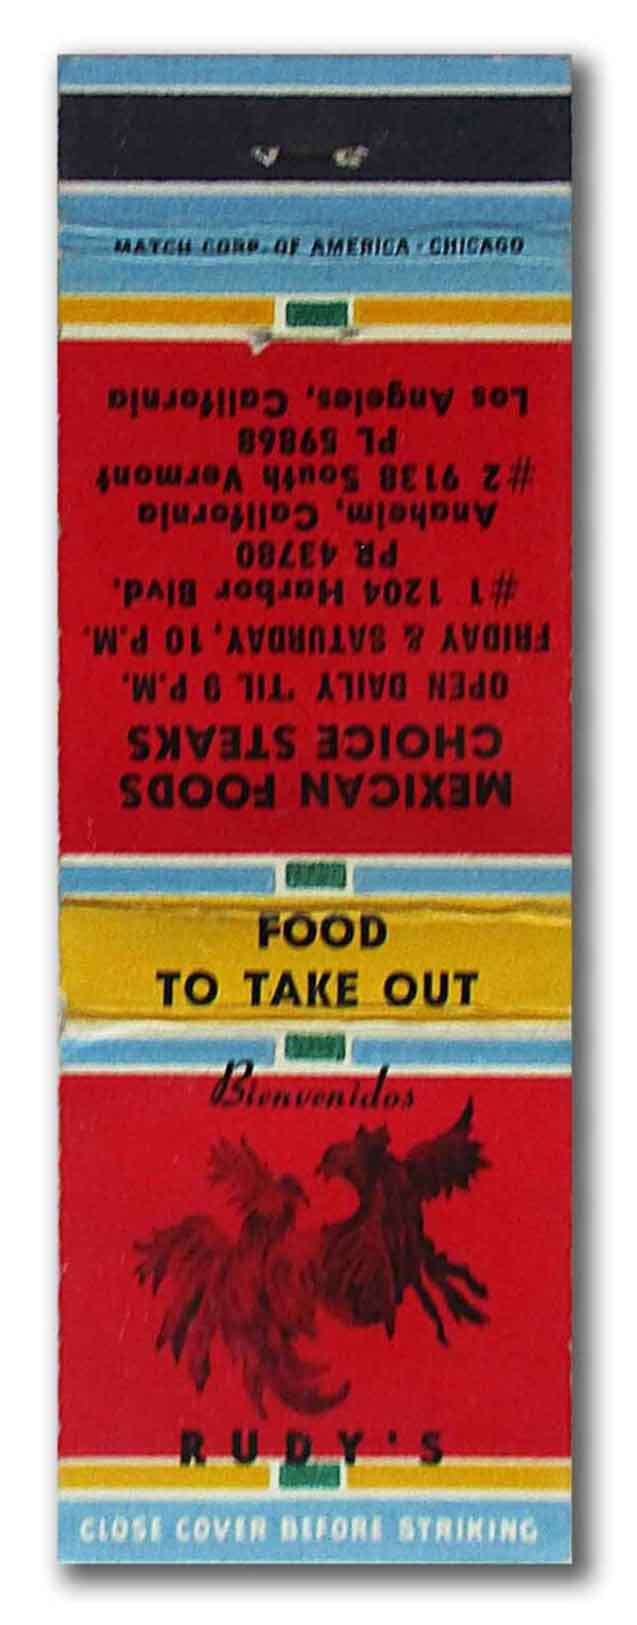 MATCH CORP. OF AMERICA - CHICAGO
MEXICAN FOODS
CHOICE STEAKS
OPEN DAILY 'TIL 9 P.M.
FRIDAY & SATURDAY, 10 P.M.
#1 1204 Harbor Blvd.
PR 43780
Anaheim, California
#2 9138 South Vermont
PL 59868
Los Angeles, California
FOOD
TO TAKE OUT
Bienvenidos
RUDY'S
CLOSE COVER BEFORE STRIKING